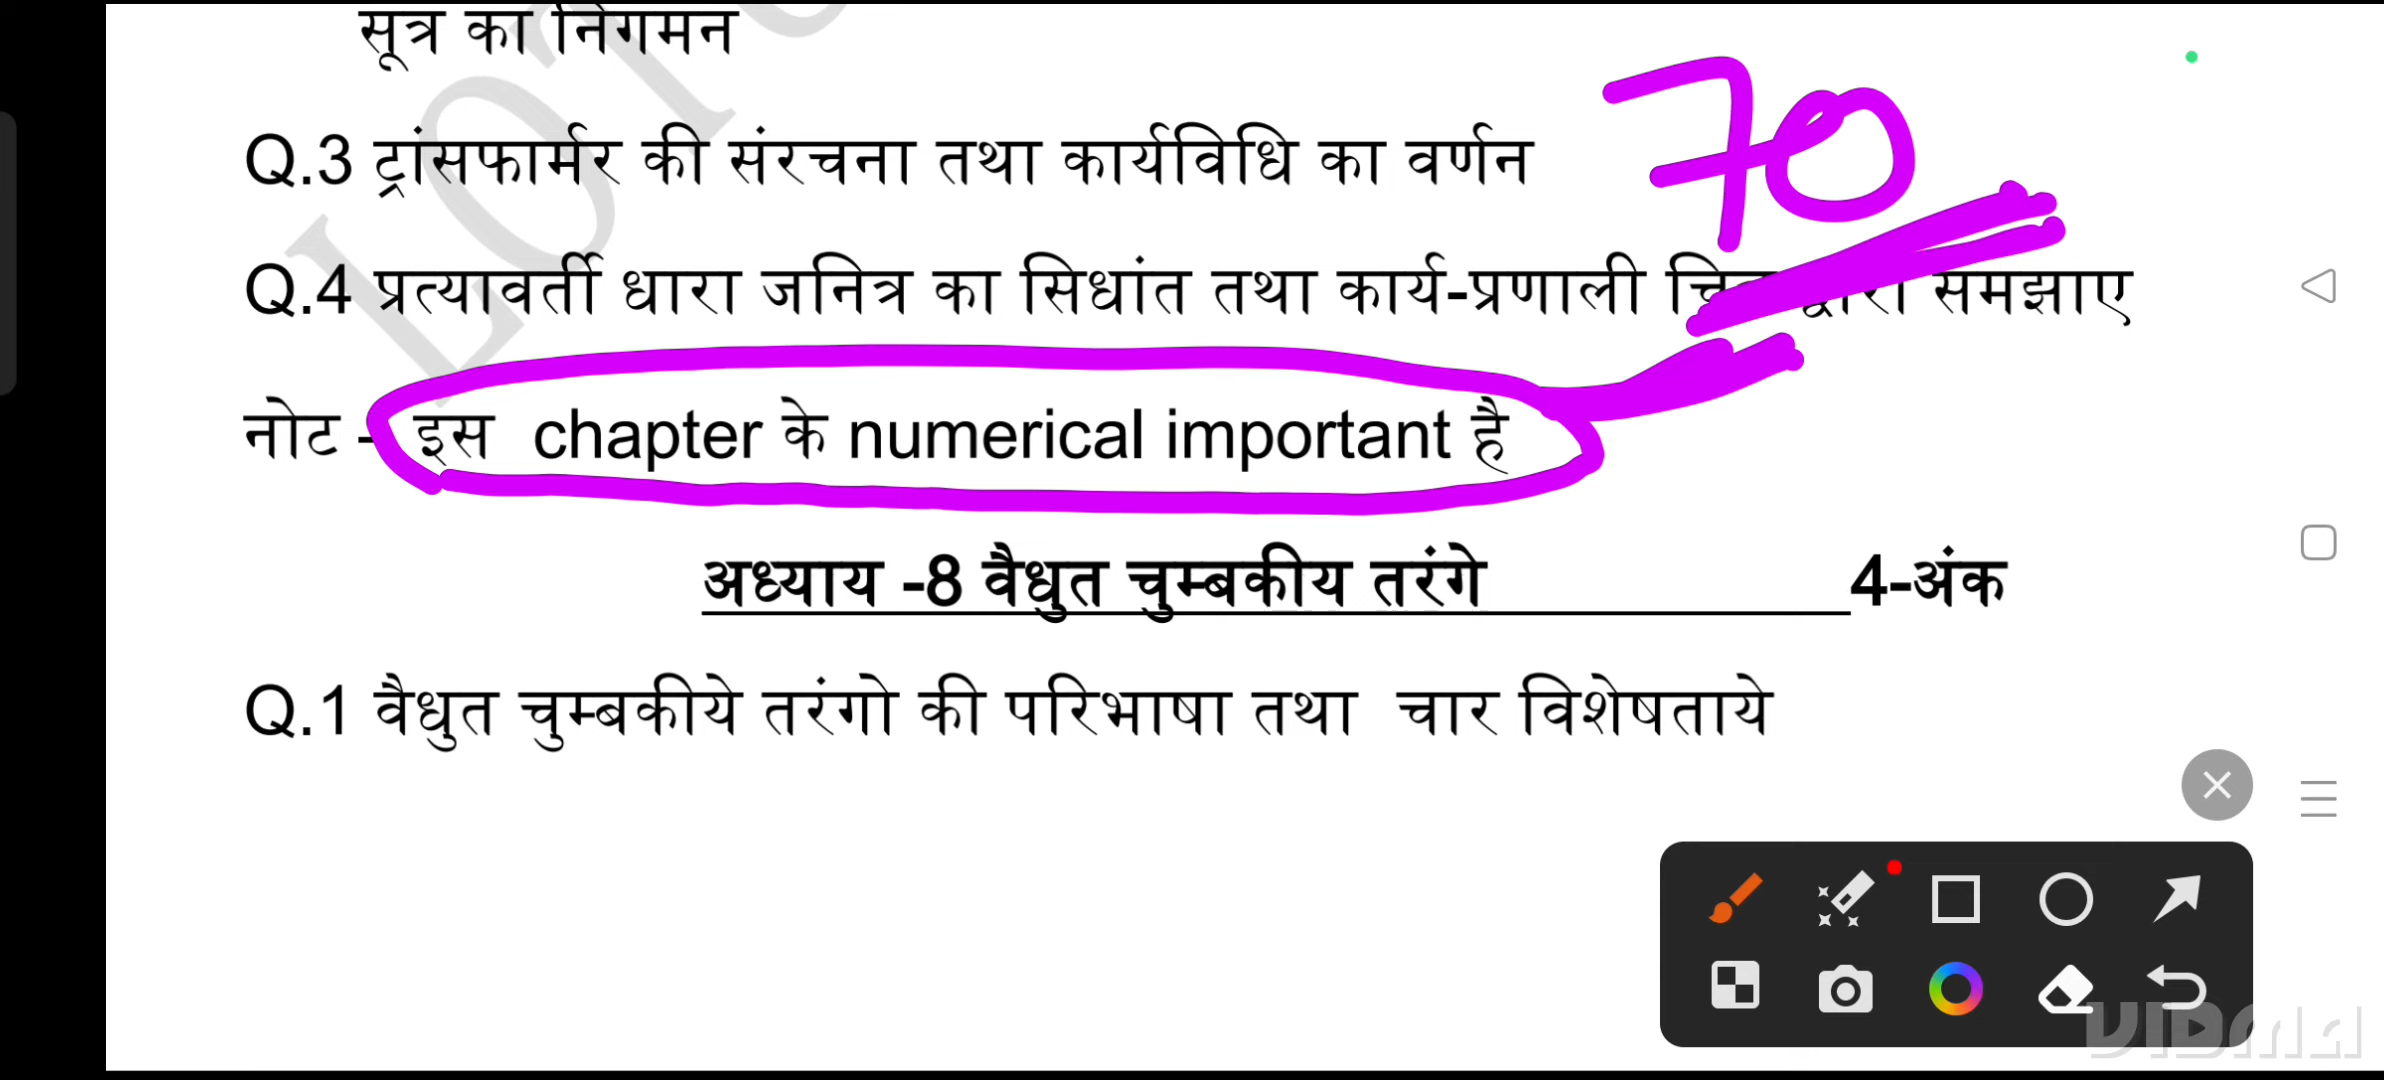 सूत्र का निगमन
70
Q.3 ट्रांसफार्मर की संरचना तथा कार्यविधि का वर्णन
Q.4 प्रत्यावर्ती धारा जनित्र का सिधांत तथा कार्य-प्रणाली समझाए
नोट - इस chapter के numerical important है
अध्याय -8 वैधुत चुम्बकीय तरंगे 4-अंक
Q.1 वैधुत चुम्बकीये तरंगो की परिभाषा तथा चार विशेषताये
VIDMA